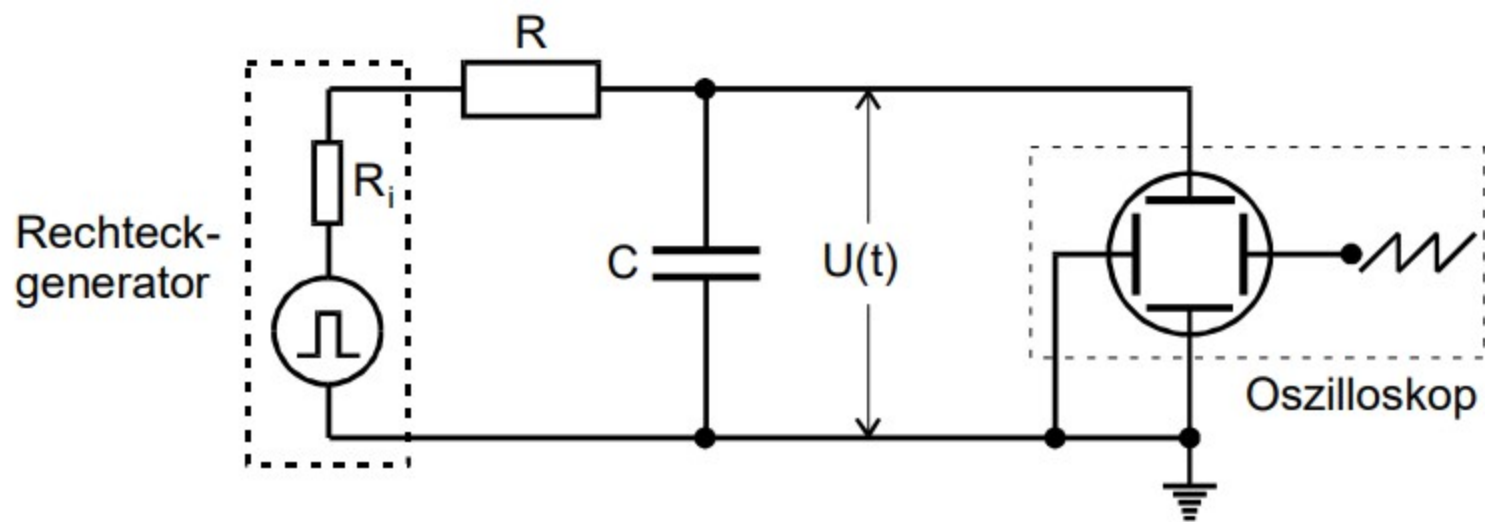 R
R_i
Rechteck-
generator
C
U(t)
Oszilloskop